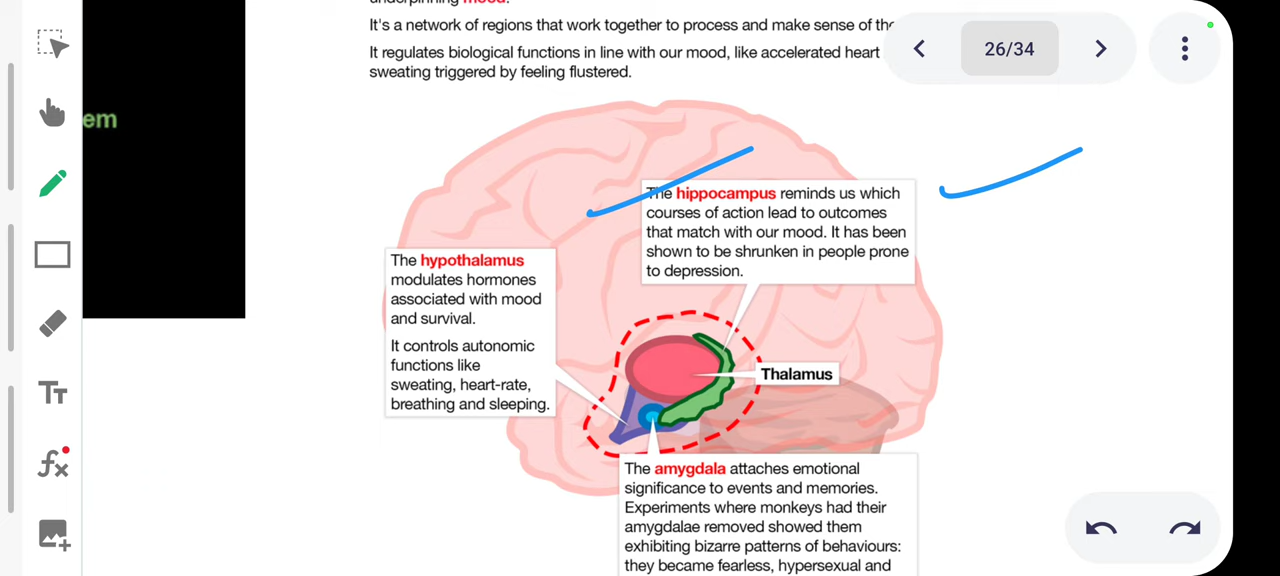 underpinning mood.
It's a network of regions that work together to process and make sense of the
It regulates biological functions in line with our mood, like accelerated heart
sweating triggered by feeling flustered.
26/34
em
The hippocampus reminds us which
courses of action lead to outcomes
that match with our mood. It has been
shown to be shrunken in people prone
to depression.
The hypothalamus
modulates hormones
associated with mood
and survival.
It controls autonomic
functions like
sweating, heart-rate,
breathing and sleeping.
Thalamus
The amygdala attaches emotional
significance to events and memories.
Experiments where monkeys had their
amygdalae removed showed them
exhibiting bizarre patterns of behaviours:
they became fearless, hypersexual and
Tт
fx